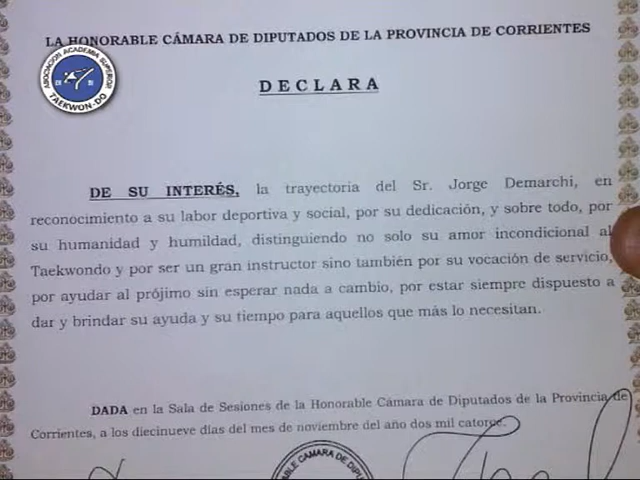 LA HONORABLE CÁMARA DE DIPUTADOS DE LA PROVINCIA DE CORRIENTES
ASOCIACION ACADEMIA SUPERIOR
TAEKWON-DO
DECLARA
DE SU INTERÉS, la trayectoria del Sr. Jorge Demarchi, en
reconocimiento a su labor deportiva y social, por su dedicación, y sobre todo, por
su humanidad y humildad, distinguiendo no solo su amor incondicional al
Taekwondo y por ser un gran instructor sino también por su vocación de servicio,
por ayudar al prójimo sin esperar nada a cambio, por estar siempre dispuesto a
dar y brindar su ayuda y su tiempo para aquellos que más lo necesitan.
DADA en la Sala de Sesiones de la Honorable Cámara de Diputados de la Provincia de
Corrientes, a los diecinueve días del mes de noviembre del año dos mil catorce.
CAMARA DE